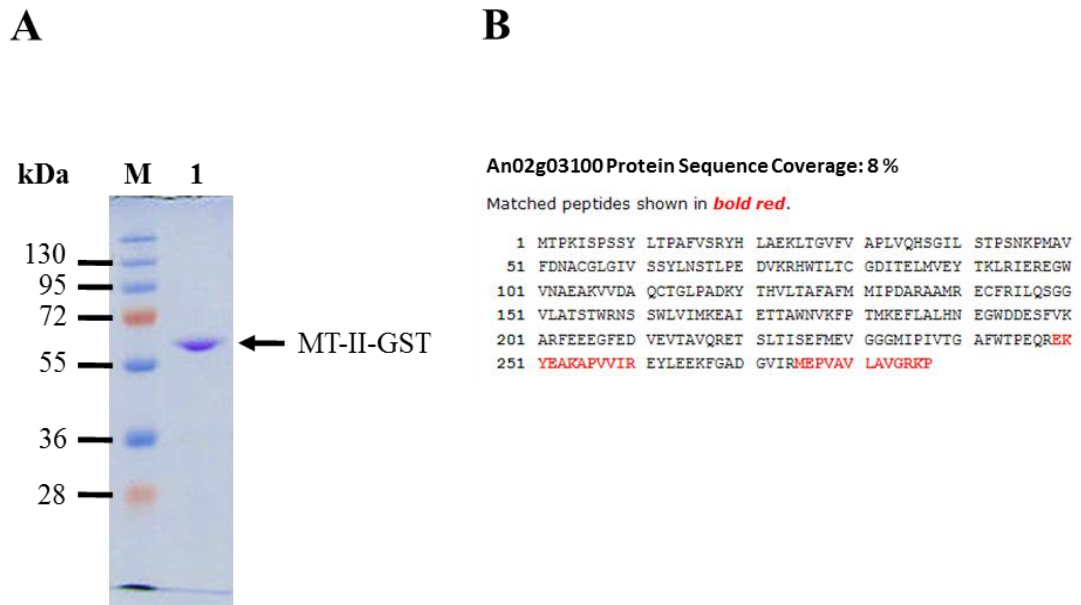 A
B
kDa M 1
130
95
72
MT-II-GST
55
36
28
An02g03100 Protein Sequence Coverage: 8 %
Matched peptides shown in bold red.
1 MTPKISPSSY LTPAFVSRYH LAEKLTGVFV APLVQHSGIL STPSNKPMAV
51 FDNACGLGIV SSYLNSTLPE DVKRHWTLTC GDITELMVEY TKLRIEREGW
101 VNAEAKVVDA QCTGLPADKY THVLTAFAFM MIPDARAAMR ECFRILQSGG
151 VLATSTWRNS SWLVIMKEAI ETTAWNVKFP TMKEFLALHN EGWDDESFVK
201 ARFEEEGFED VEVTAVQRET SLTISEFMEV GGGMIPIVTG AFWTPEQREK
251 YEAKAPVVIR EYLEEKFGAD GVIRMEPVAV LAVGRKP